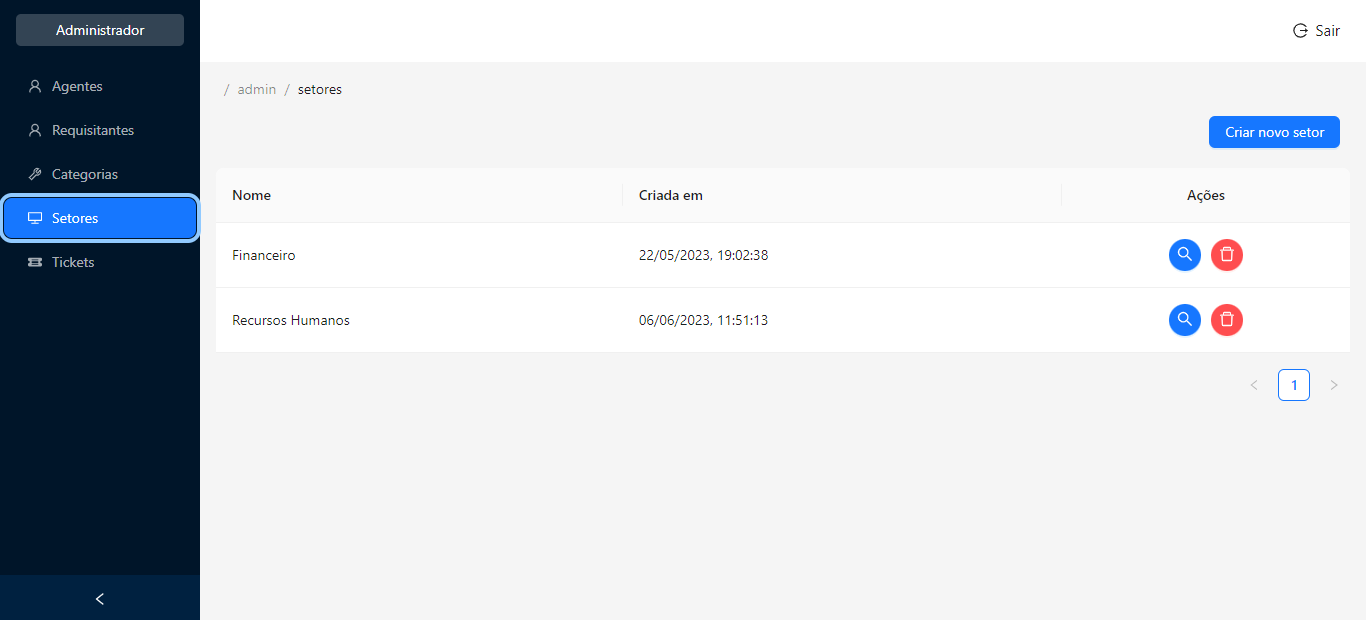 Administrador
Sair
Agentes
Requisitantes
Categorias
Setores
Tickets
/ admin / setores
Criar novo setor
Nome Criada em Ações
Financeiro 22/05/2023, 19:02:38
Recursos Humanos 06/06/2023, 11:51:13
1